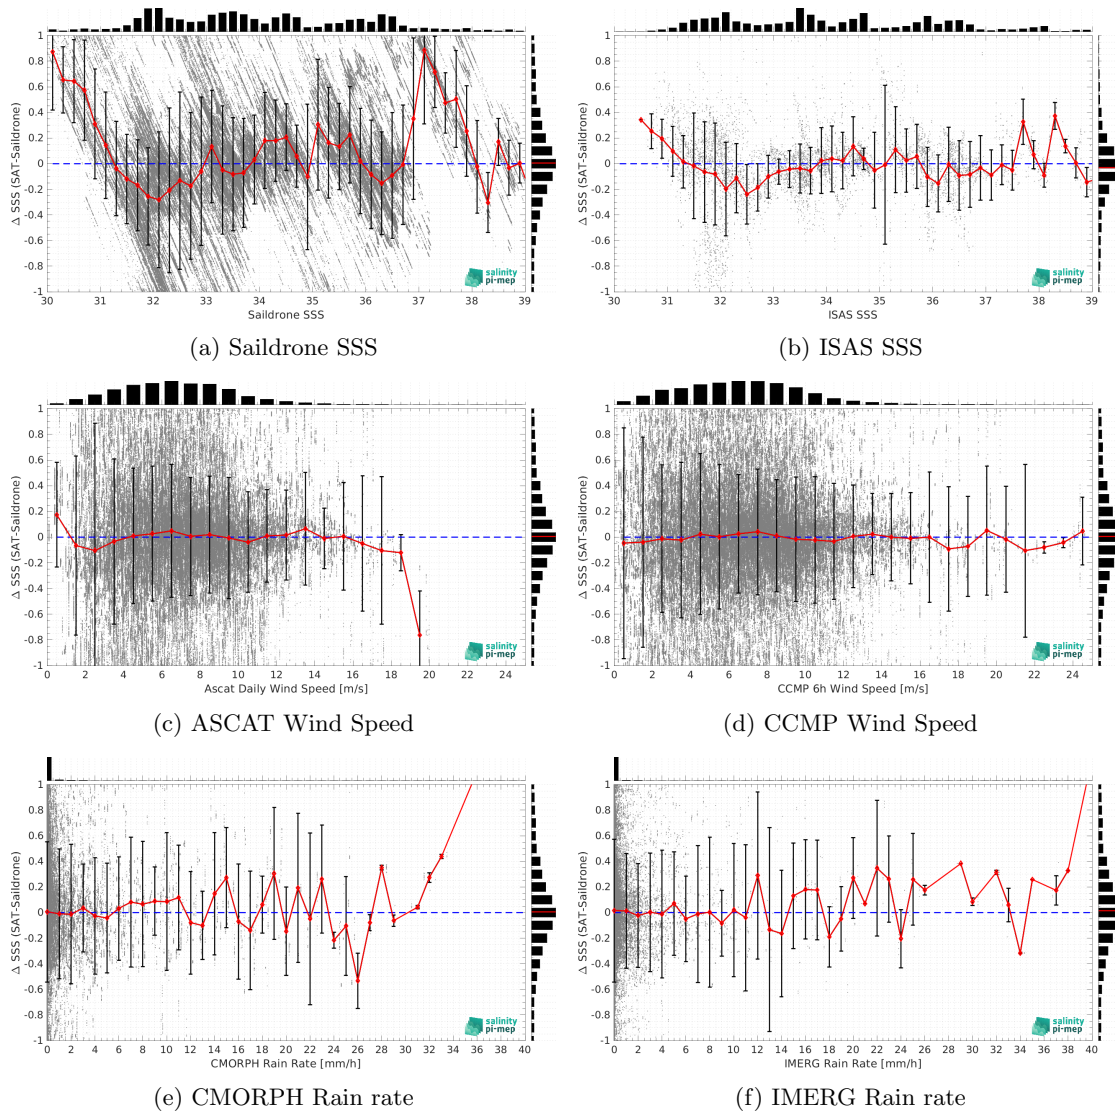 1
0.8
0.6
0.4
0.2
0
-0.2
-0.4
-0.6
-0.8
-1
Δ SSS (SAT-Saildrone)
30 31 32 33 34 35 36 37 38 39
Saildrone SSS
salinity
pi-mep
(a) Saildrone SSS
1
0.8
0.6
0.4
0.2
0
-0.2
-0.4
-0.6
-0.8
-1
Δ SSS (SAT-Saildrone)
30 31 32 33 34 35 36 37 38 39
ISAS SSS
salinity
pi-mep
(b) ISAS SSS
1
0.8
0.6
0.4
0.2
0
-0.2
-0.4
-0.6
-0.8
-1
Δ SSS (SAT-Saildrone)
0 2 4 6 8 10 12 14 16 18 20 22 24
Ascat Daily Wind Speed [m/s]
salinity
pi-mep
(c) ASCAT Wind Speed
1
0.8
0.6
0.4
0.2
0
-0.2
-0.4
-0.6
-0.8
-1
Δ SSS (SAT-Saildrone)
0 2 4 6 8 10 12 14 16 18 20 22 24
CCMP 6h Wind Speed [m/s]
salinity
pi-mep
(d) CCMP Wind Speed
1
0.8
0.6
0.4
0.2
0
-0.2
-0.4
-0.6
-0.8
-1
Δ SSS (SAT-Saildrone)
0 2 4 6 8 10 12 14 16 18 20 22 24 26 28 30 32 34 36 38 40
CMORPH Rain Rate [mm/h]
salinity
pi-mep
(e) CMORPH Rain rate
1
0.8
0.6
0.4
0.2
0
-0.2
-0.4
-0.6
-0.8
-1
Δ SSS (SAT-Saildrone)
0 2 4 6 8 10 12 14 16 18 20 22 24 26 28 30 32 34 36 38 40
IMERG Rain Rate [mm/h]
salinity
pi-mep
(f) IMERG Rain rate